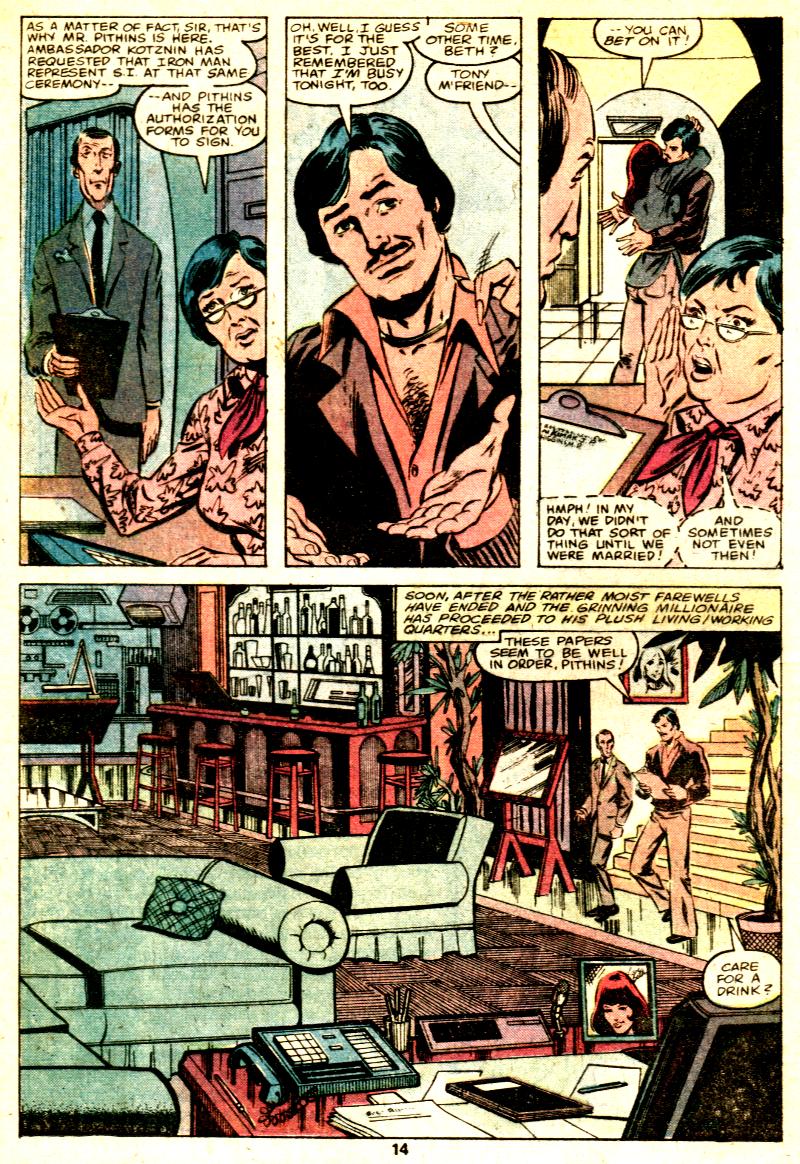 AS A MATTER OF FACT, SIR, THAT'S
WHY MR. PITHINS IS HERE.
AMBASSADOR KOTZNIN HAS
REQUESTED THAT IRON MAN
REPRESENT S.I. AT THAT SAME
CEREMONY--
--AND PITHINS
HAS THE
AUTHORIZATION
FORMS FOR YOU
TO SIGN.
OH, WELL. I GUESS
IT'S FOR THE
BEST. I JUST
REMEMBERED
THAT I'M BUSY
TONIGHT, TOO.
SOME
OTHER TIME,
BETH?
TONY
M'FRIEND--
--YOU CAN
BET ON IT!
HMPH! IN MY
DAY, WE DIDN'T
DO THAT SORT OF
THING UNTIL WE
WERE MARRIED!
AND
SOMETIMES
NOT EVEN
THEN!
SOON, AFTER THE RATHER MOIST FAREWELLS
HAVE ENDED AND THE GRINNING MILLIONAIRE
HAS PROCEEDED TO HIS PLUSH LIVING/WORKING
QUARTERS...
THESE PAPERS
SEEM TO BE WELL
IN ORDER, PITHINS!
CARE
FOR A
DRINK?
14